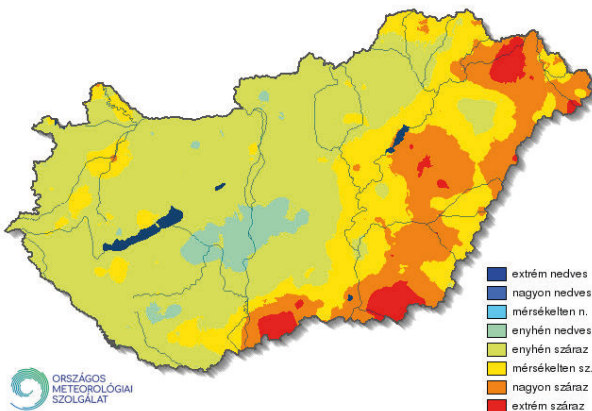 extrém nedves
nagyon nedves
mérsékelten n.
enyhén nedves
enyhén száraz
mérsékelten sz.
nagyon száraz
extrém száraz
ORSZÁGOS
METEOROLÓGIAI
SZOLGÁLAT